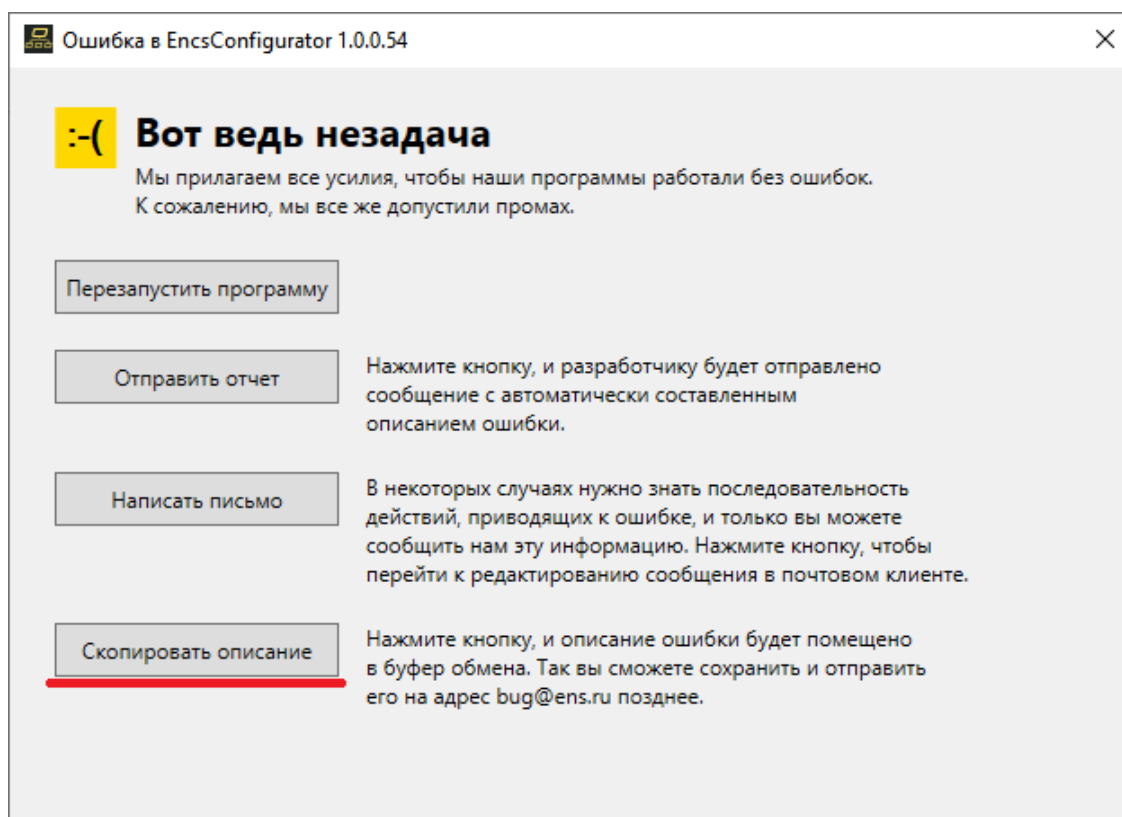 Ошибка в EncsConfigurator 1.0.0.54
:-(
Вот ведь незадача
Мы прилагаем все усилия, чтобы наши программы работали без ошибок.
К сожалению, мы все же допустили промах.
Перезапустить программу
Отправить отчет
Нажмите кнопку, и разработчику будет отправлено
сообщение с автоматически составленным
описанием ошибки.
Написать письмо
В некоторых случаях нужно знать последовательность
действий, приводящих к ошибке, и только вы можете
сообщить нам эту информацию. Нажмите кнопку, чтобы
перейти к редактированию сообщения в почтовом клиенте.
Скопировать описание
Нажмите кнопку, и описание ошибки будет помещено
в буфер обмена. Так вы сможете сохранить и отправить
его на адрес bug@ens.ru позднее.